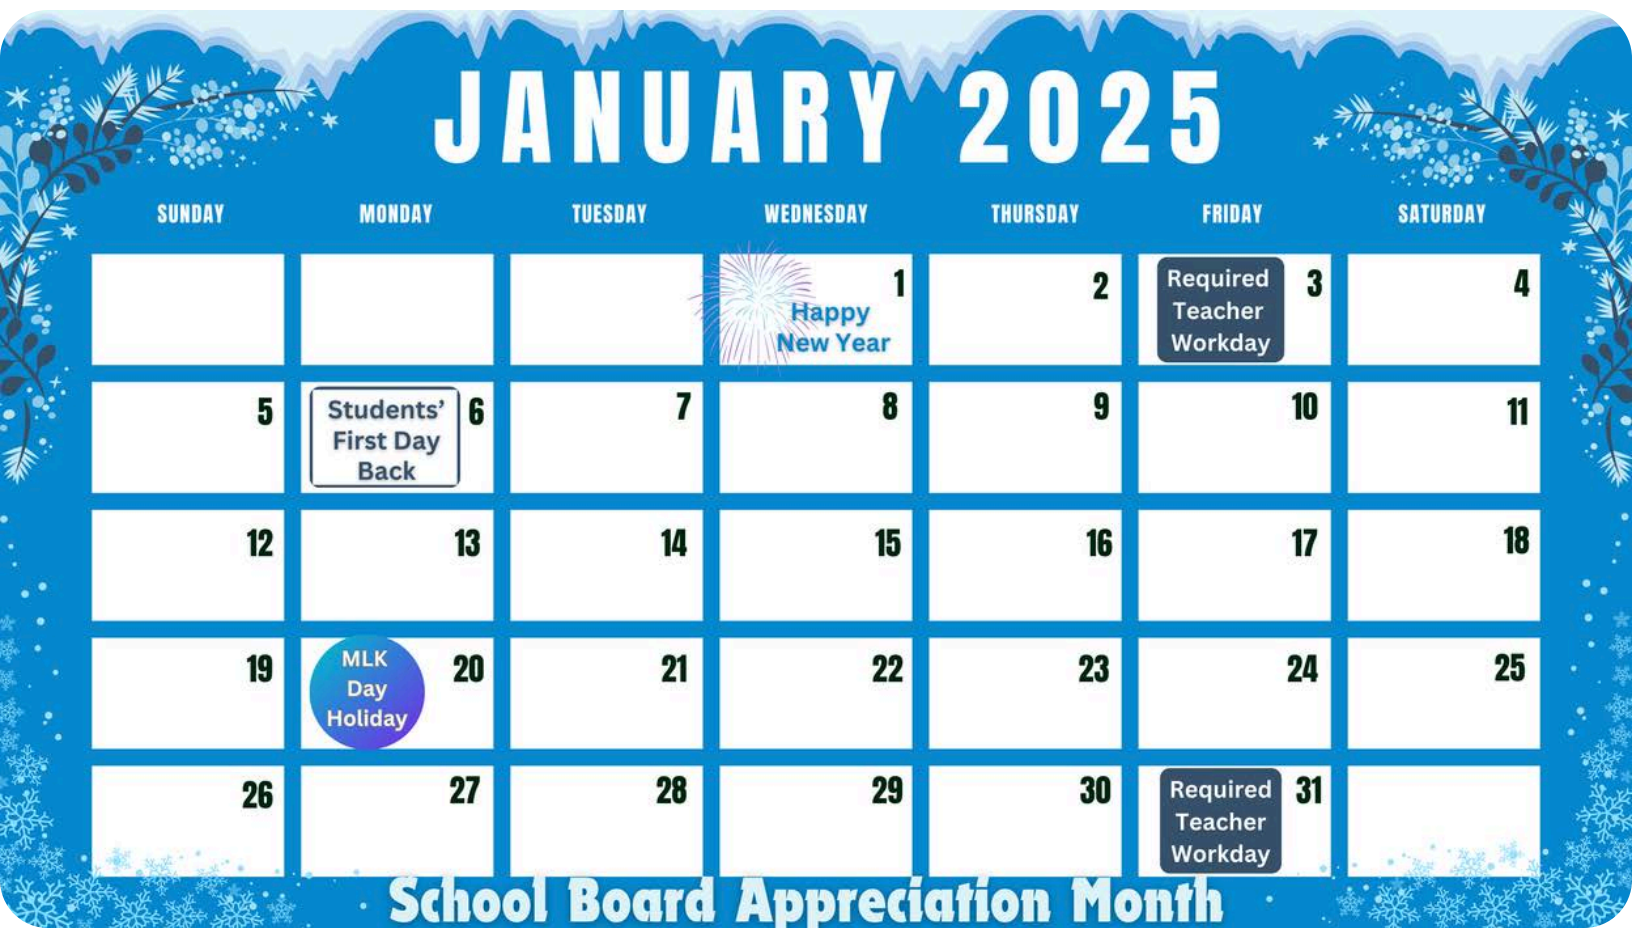 JANUARY 2025
SUNDAY MONDAY TUESDAY WEDNESDAY THURSDAY FRIDAY SATURDAY
1
Happy
New Year
2
Required
Teacher
Workday
3
4
5
Students’
First Day
Back
6
7
8
9
10
11
12
13
14
15
16
17
18
19
MLK
Day
Holiday
20
21
22
23
24
25
26
27
28
29
30
Required
Teacher
Workday
31
School Board Appreciation Month